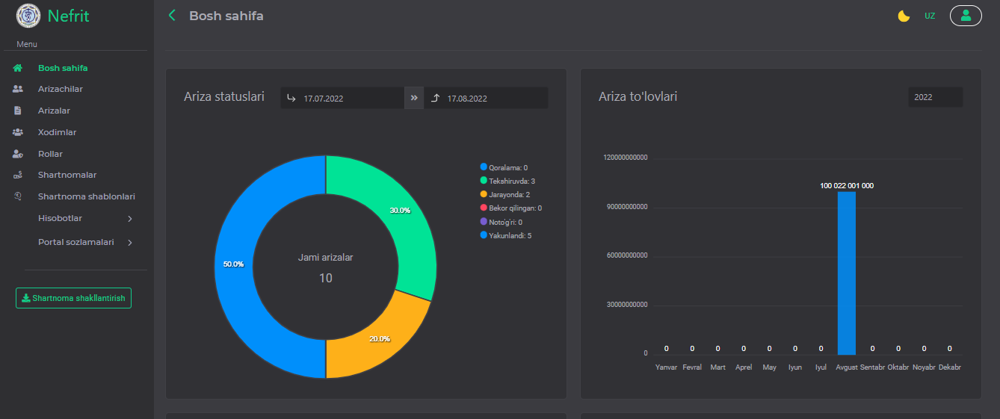 Nefrit
Menu
Bosh sahifa
Arizachilar
Arizalar
Xodimlar
Rollar
Shartnomalar
Shartnoma shablonlari
Hisobotlar
Portal sozlamalari
Shartnoma shakllantirish
Bosh sahifa
UZ
Ariza statuslari
17.07.2022
17.08.2022
Qoralama: 0
Tekshiruvda: 3
Jarayonda: 2
Bekor qilingan: 0
Noto'g'ri: 0
Yakunlandi: 5
30.0%
50.0%
20.0%
Jami arizalar
10
Ariza to'lovlari
2022
120000000000
90000000000
60000000000
30000000000
0
100 022 001 000
0 0 0 0 0 0 0 0 0 0 0
Yanvar Fevral Mart Aprel May Iyun Iyul Avgust Sentabr Oktabr Noyabr Dekabr